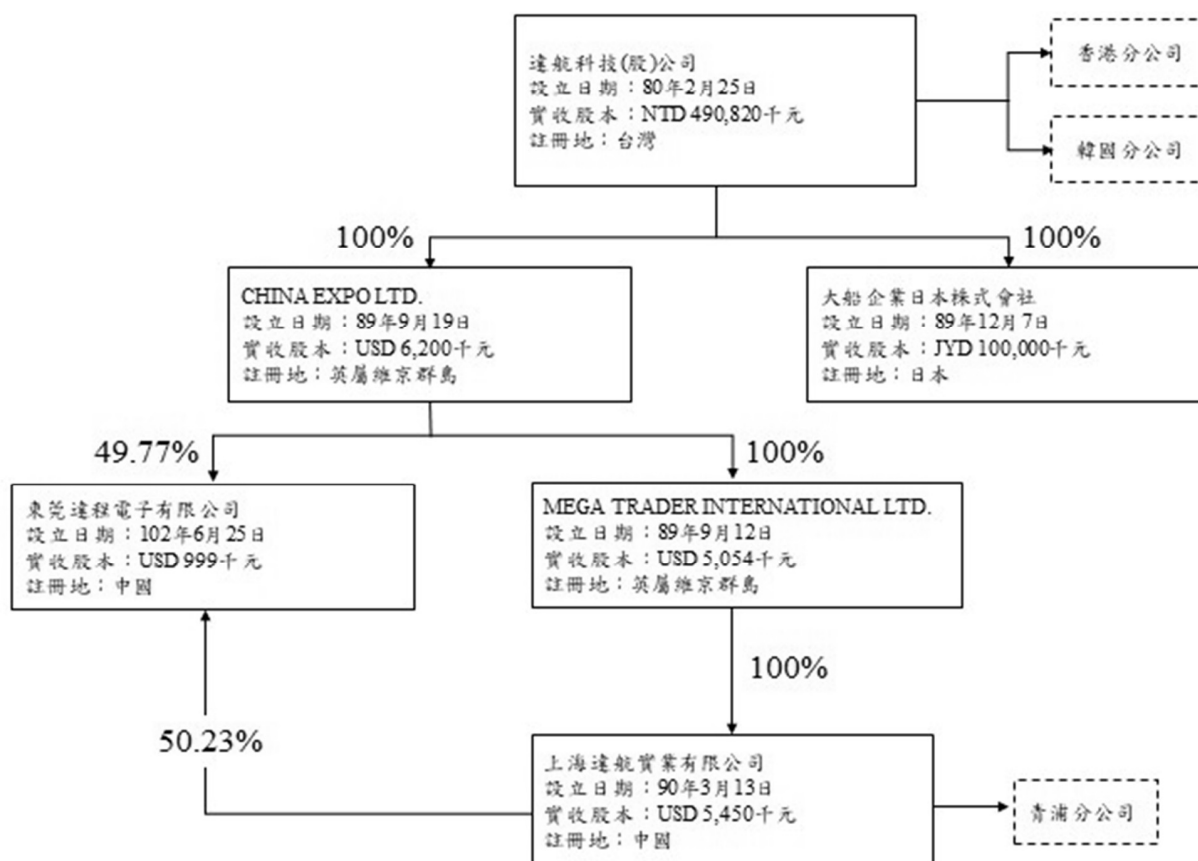 達航科技(股)公司
設立日期：80年2月25日
實收股本：NTD 490,820千元
註冊地：台灣
香港分公司
韓國分公司
100%
100%
CHINA EXPO LTD.
設立日期：89年9月19日
實收股本：USD 6,200千元
註冊地：英屬維京群島
大船企業日本株式會社
設立日期：89年12月7日
實收股本：JYD 100,000千元
註冊地：日本
49.77%
100%
東莞達程電子有限公司
設立日期：102年6月25日
實收股本：USD 999千元
註冊地：中國
MEGA TRADER INTERNATIONAL LTD.
設立日期：89年9月12日
實收股本：USD 5,054千元
註冊地：英屬維京群島
100%
50.23%
上海達航實業有限公司
設立日期：90年3月13日
實收股本：USD 5,450千元
註冊地：中國
青浦分公司